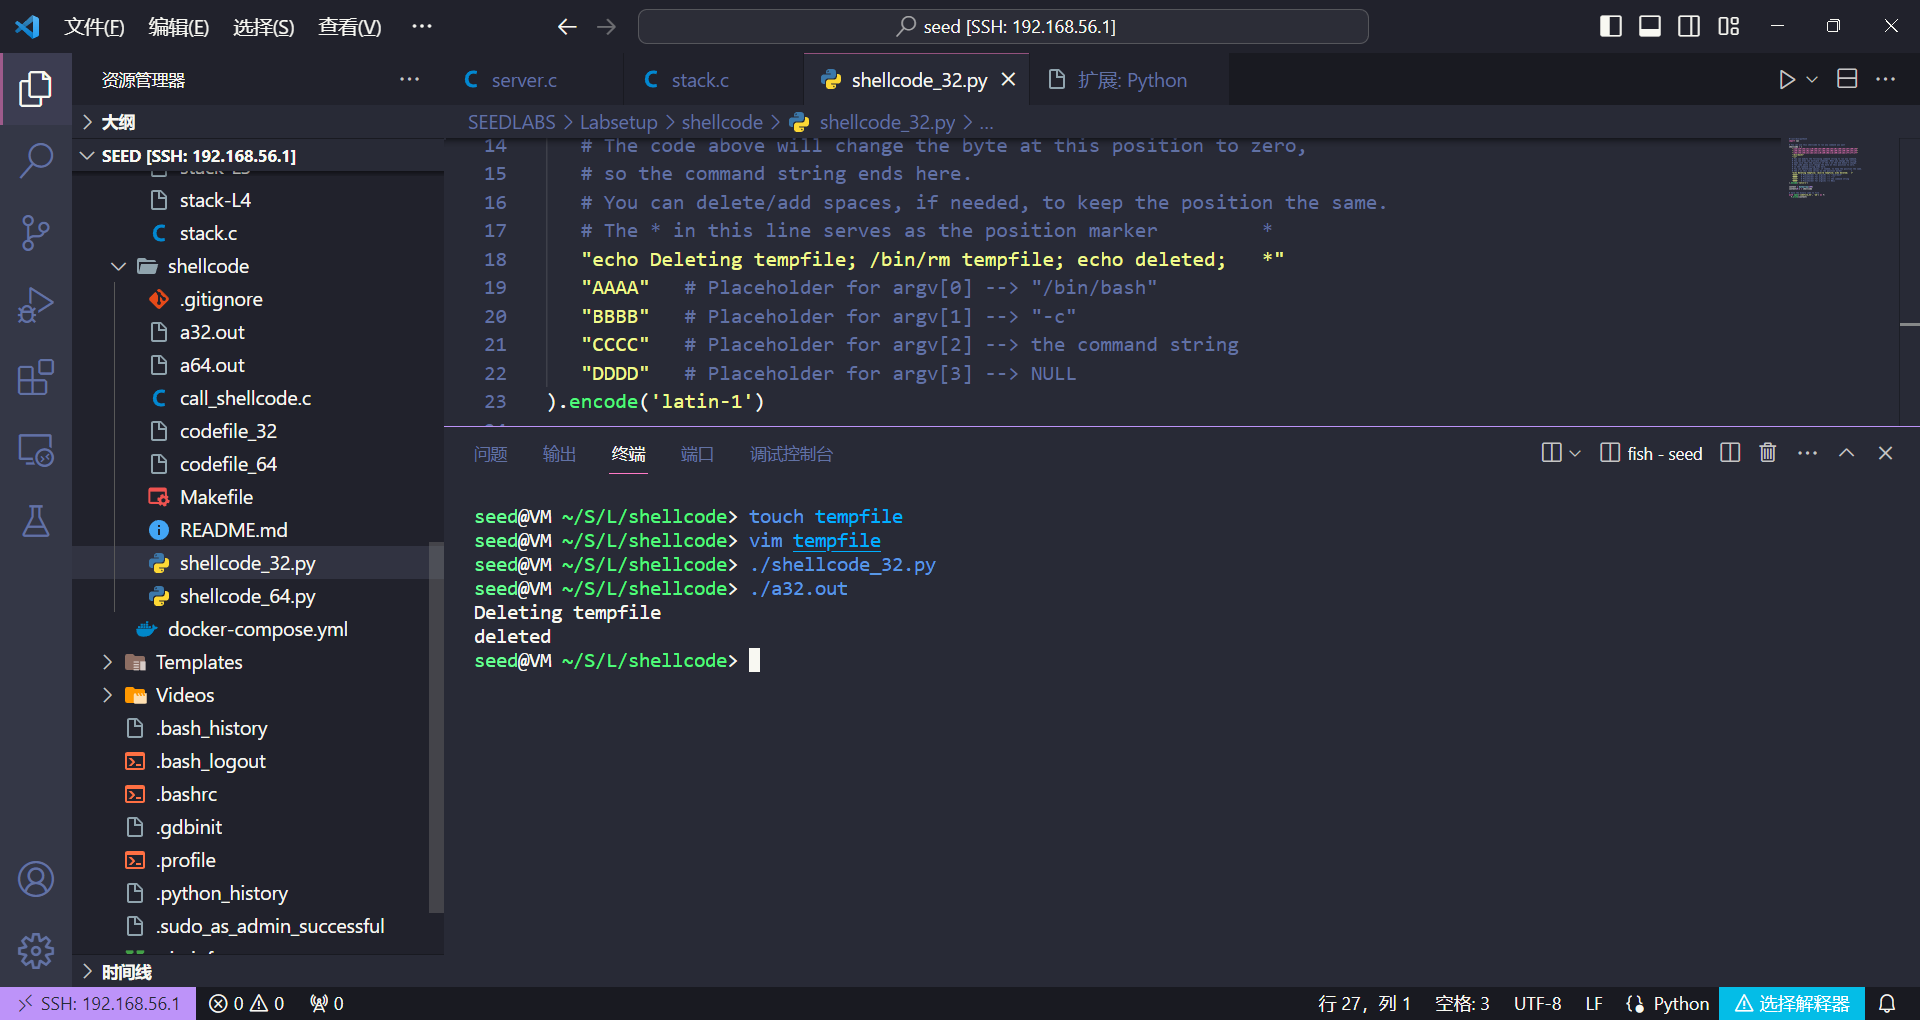 文件(F) 编辑(E) 选择(S) 查看(V) ··· seed [SSH: 192.168.56.1]
资源管理器 ···
大纲
SEED [SSH: 192.168.56.1]
stack-L4
stack.c
shellcode
.gitignore
a32.out
a64.out
call_shellcode.c
codefile_32
codefile_64
Makefile
README.md
shellcode_32.py
shellcode_64.py
docker-compose.yml
Templates
Videos
.bash_history
.bash_logout
.bashrc
.gdbinit
.profile
.python_history
.sudo_as_admin_successful
时间线
server.c stack.c shellcode_32.py 扩展: Python
SEEDLABS > Labsetup > shellcode > shellcode_32.py > ...
14 # The code above will change the byte at this position to zero,
15 # so the command string ends here.
16 # You can delete/add spaces, if needed, to keep the position the same.
17 # The * in this line serves as the position marker         *
18 "echo Deleting tempfile; /bin/rm tempfile; echo deleted;   *"
19 "AAAA"   # Placeholder for argv[0] --> "/bin/bash"
20 "BBBB"   # Placeholder for argv[1] --> "-c"
21 "CCCC"   # Placeholder for argv[2] --> the command string
22 "DDDD"   # Placeholder for argv[3] --> NULL
23 ).encode('latin-1')
问题 输出 终端 端口 调试控制台 fish - seed
seed@VM ~/S/L/shellcode> touch tempfile
seed@VM ~/S/L/shellcode> vim tempfile
seed@VM ~/S/L/shellcode> ./shellcode_32.py
seed@VM ~/S/L/shellcode> ./a32.out
Deleting tempfile
deleted
seed@VM ~/S/L/shellcode>
SSH: 192.168.56.1 0 0 0 行 27, 列 1 空格: 3 UTF-8 LF Python 选择解释器